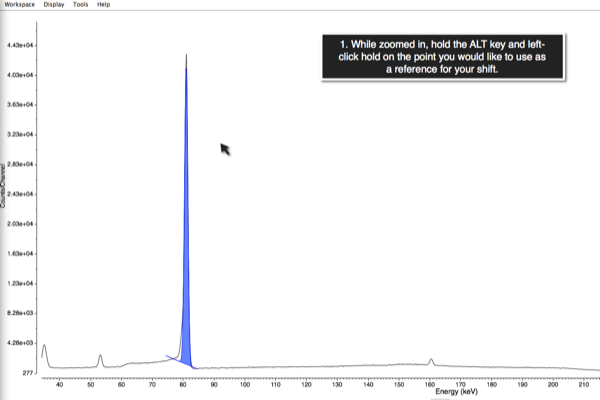 Workspace Display Tools Help
1. While zoomed in, hold the ALT key and left-
click hold on the point you would like to use as
a reference for your shift.
4.43e+04
4.03e+04
3.63e+04
3.23e+04
2.83e+04
2.43e+04
2.03e+04
1.63e+04
1.23e+04
8.28e+03
4.28e+03
277
Counts/Channel
40 50 60 70 80 90 100 110 120 130 140 150 160 170 180 190 200 210
Energy (keV)